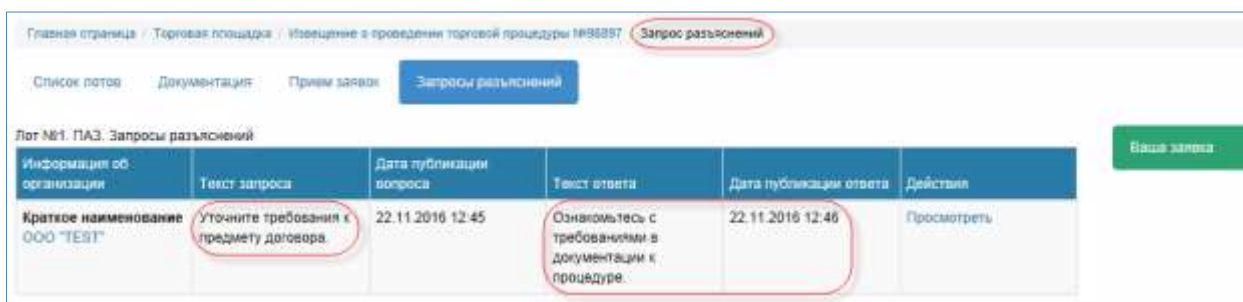 Главная страница / Торговая площадка / Извещение о проведении торговой процедуры №96897 / Запрос разъяснений
Список лотов Документация Прием заявок Запросы разъяснений
Лот №1. ПАЗ. Запросы разъяснений
Ваша заявка
Информация об организации Текст запроса Дата публикации вопроса Текст ответа Дата публикации ответа Действия
Краткое наименование
ООО "TEST"
Уточните требования к
предмету договора.
22.11.2016 12:45
Ознакомьтесь с
требованиями в
документации к
процедуре.
22.11.2016 12:46
Просмотреть